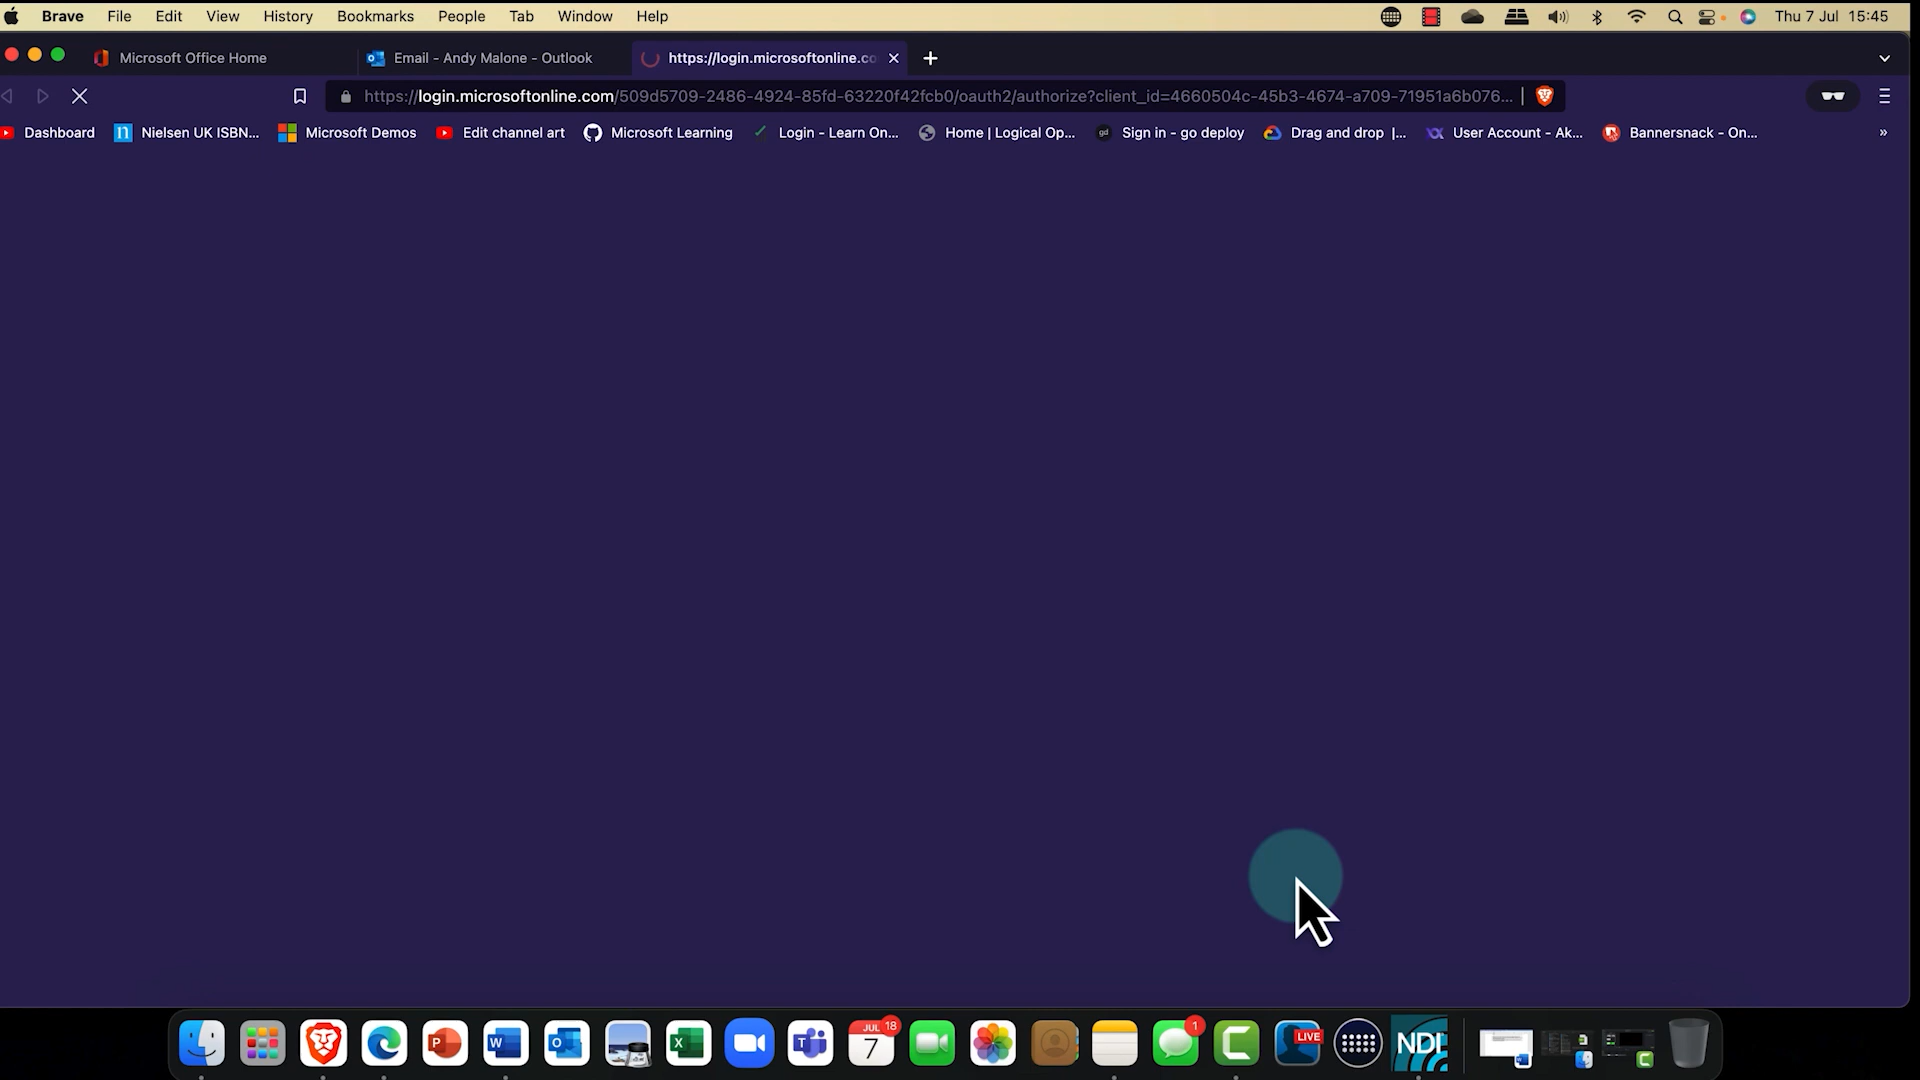 Brave File Edit View History Bookmarks People Tab Window Help Thu 7 Jul 15:45
Microsoft Office Home Email - Andy Malone - Outlook https://login.microsoftonline.co
https://login.microsoftonline.com/509d5709-2486-4924-85fd-63220f42fcb0/oauth2/authorize?client_id=4660504c-45b3-4674-a709-71951a6b076...
Dashboard n Nielsen UK ISBN... Microsoft Demos Edit channel art Microsoft Learning Login - Learn On... Home | Logical Op... gd Sign in - go deploy Drag and drop |... User Account - Ak... Bannersnack - On...
P W O X T JUL 18 7 1 C LIVE NDI